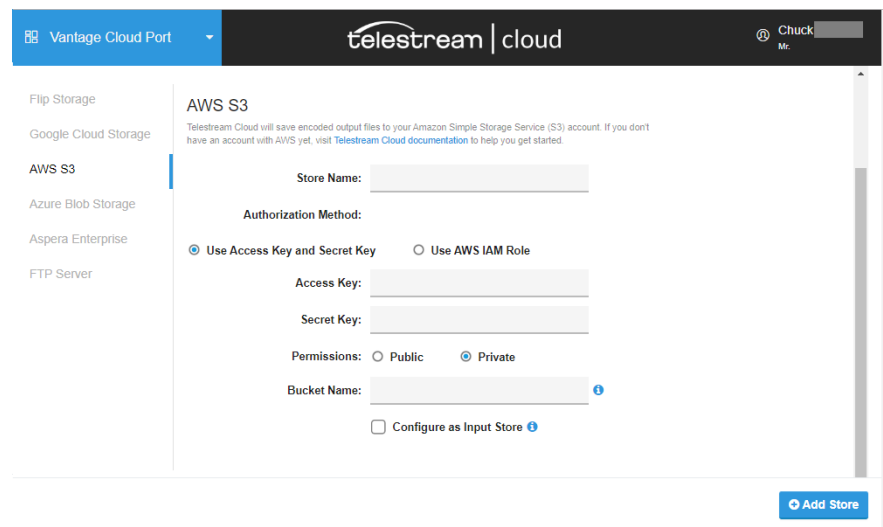 Vantage Cloud Port
telestream | cloud
Chuck
Mr.
Flip Storage
Google Cloud Storage
AWS S3
Azure Blob Storage
Aspera Enterprise
FTP Server
AWS S3
Telestream Cloud will save encoded output files to your Amazon Simple Storage Service (S3) account. If you don't
have an account with AWS yet, visit Telestream Cloud documentation to help you get started.
Store Name:
Authorization Method:
Use Access Key and Secret Key Use AWS IAM Role
Access Key:
Secret Key:
Permissions: Public Private
Bucket Name:
Configure as Input Store
Add Store